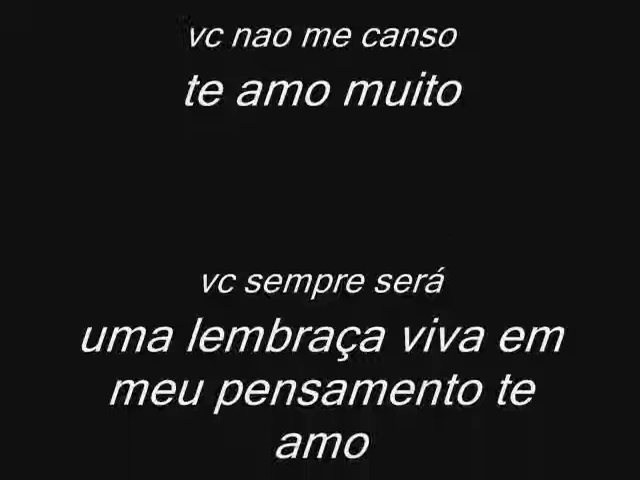 vc nao me canso
te amo muito
vc sempre será
uma lembraça viva em
meu pensamento te
amo